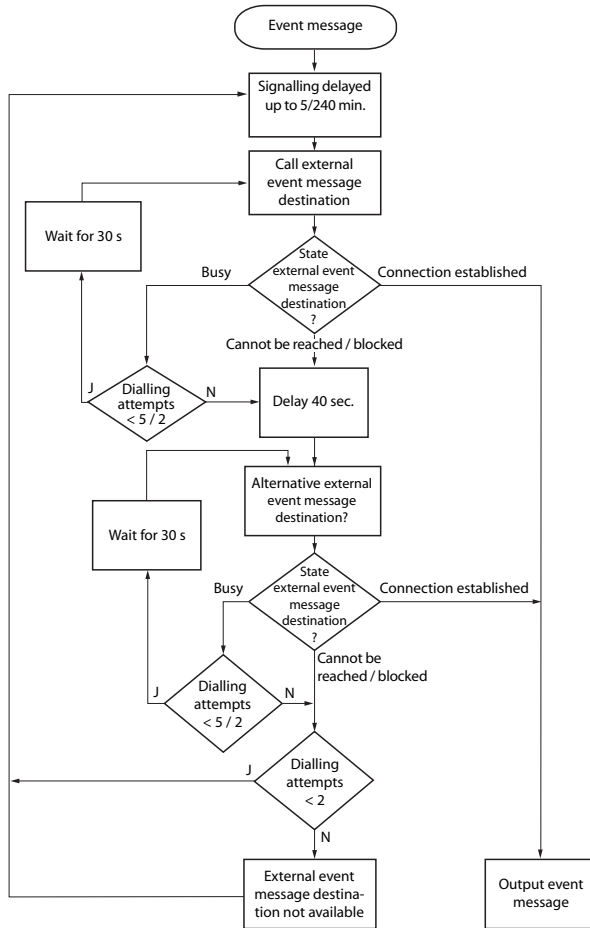 Event message
Signalling delayed
up to 5/240 min.
Call external
event message
destination
Wait for 30 s
State
external event
message
destination
?
Busy
Connection established
Cannot be reached / blocked
Dialling
attempts
< 5 / 2
J
N
Delay 40 sec.
Alternative external
event message
destination?
Wait for 30 s
State
external event
message
destination
?
Busy
Connection established
Cannot be
reached / blocked
Dialling
attempts
< 5 / 2
J
N
Dialling
attempts
< 2
J
N
External event
message destina-
tion not available
Output event
message